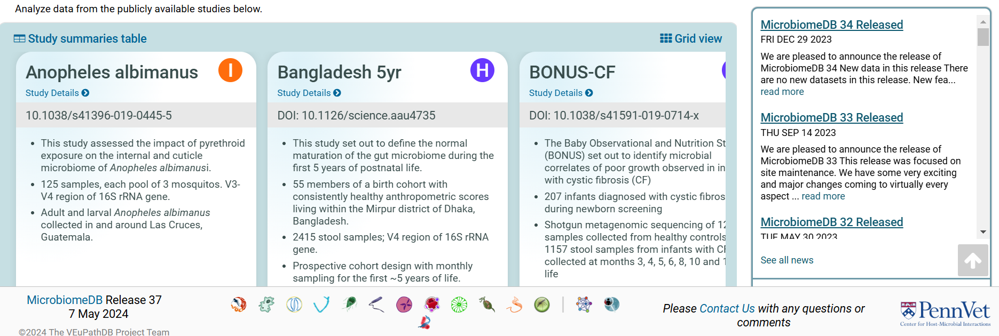 Analyze data from the publicly available studies below.
Study summaries table
Grid view
Anopheles albimanus
I
Study Details
10.1038/s41396-019-0445-5
This study assessed the impact of pyrethroid
exposure on the internal and cuticle
microbiome of Anopheles albimanusi.
125 samples, each pool of 3 mosquitos. V3-
V4 region of 16S rRNA gene.
Adult and larval Anopheles albimanus
collected in and around Las Cruces,
Guatemala.
Bangladesh 5yr
H
Study Details
DOI: 10.1126/science.aau4735
This study set out to define the normal
maturation of the gut microbiome during the
first 5 years of postnatal life.
55 members of a birth cohort with
consistently healthy anthropometric scores
living within the Mirpur district of Dhaka,
Bangladesh.
2415 stool samples; V4 region of 16S rRNA
gene.
Prospective cohort design with monthly
sampling for the first ~5 years of life.
BONUS-CF
Study Details
DOI: 10.1038/s41591-019-0714-x
The Baby Observational and Nutrition St
(BONUS) set out to identify microbial
correlates of poor growth observed in in
with cystic fibrosis (CF)
207 infants diagnosed with cystic fibros
during newborn screening
Shotgun metagenomic sequencing of 12
samples collected from healthy controls
1157 stool samples from infants with CF
collected at months 3, 4, 5, 6, 8, 10 and 1
life
MicrobiomeDB 34 Released
FRI DEC 29 2023
We are pleased to announce the release of
MicrobiomeDB 34 New data in this release There
are no new datasets in this release. New fea...
read more
MicrobiomeDB 33 Released
THU SEP 14 2023
We are pleased to announce the release of
MicrobiomeDB 33 This release was focused on
site maintenance. We have some very exciting
and major changes coming to virtually every
aspect ... read more
MicrobiomeDB 32 Released
TUE MAY 30 2023
See all news
MicrobiomeDB Release 37
7 May 2024
©2024 The VEuPathDB Project Team
Please Contact Us with any questions or
comments
PennVet
Center for Host-Microbial Interactions